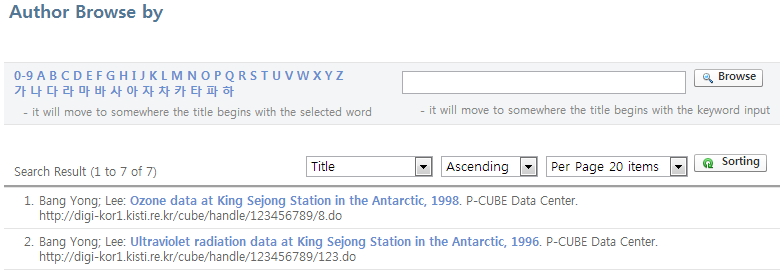 Author Browse by
0-9 A B C D E F G H I J K L M N O P Q R S T U V W X Y Z
가 나 다 라 마 바 사 아 자 차 카 타 파 하
- it will move to somewhere the title begins with the selected word
Browse
- it will move to somewhere the title begins with the keyword input
Search Result (1 to 7 of 7)
Title
Ascending
Per Page 20 items
Sorting
1. Bang Yong; Lee: Ozone data at King Sejong Station in the Antarctic, 1998. P-CUBE Data Center.
http://digi-kor1.kisti.re.kr/cube/handle/123456789/8.do
2. Bang Yong; Lee: Ultraviolet radiation data at King Sejong Station in the Antarctic, 1996. P-CUBE Data Center.
http://digi-kor1.kisti.re.kr/cube/handle/123456789/123.do